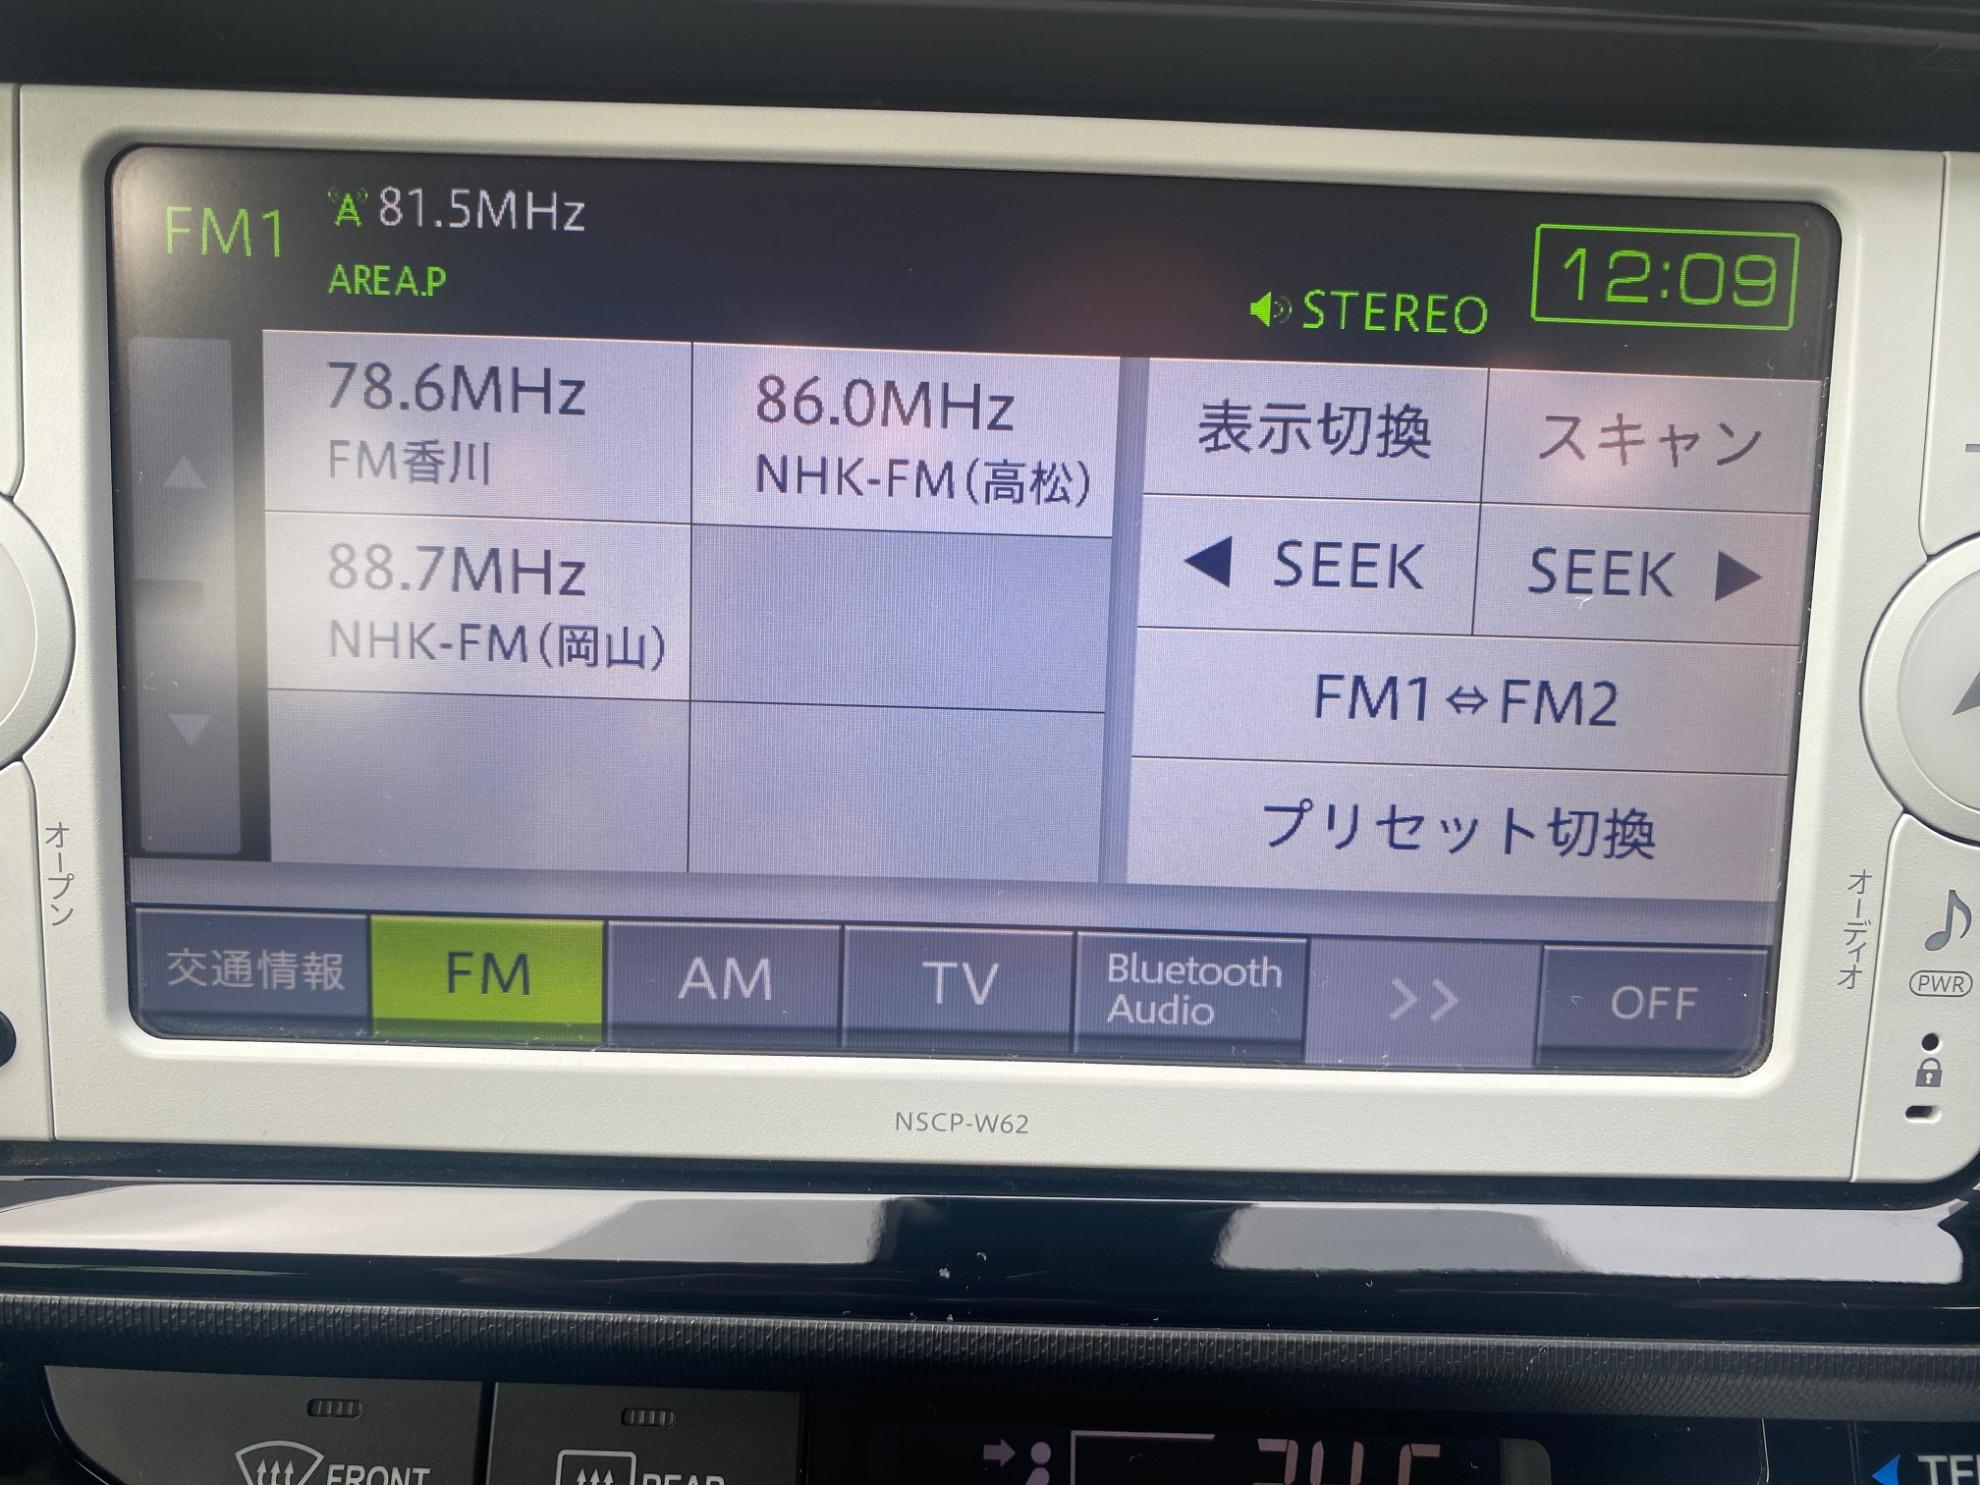 FM1
81.5MHz
AREA.P
STEREO
12:09
78.6MHz
FM香川
86.0MHz
NHK-FM(高松)
88.7MHz
NHK-FM(岡山)
表示切換
スキャン
◀ SEEK
SEEK ▶
FM1⇔FM2
プリセット切換
交通情報
FM
AM
TV
Bluetooth
Audio
>>
OFF
オープン
オーディオ
PWR
NSCP-W62
FRONT
REAR